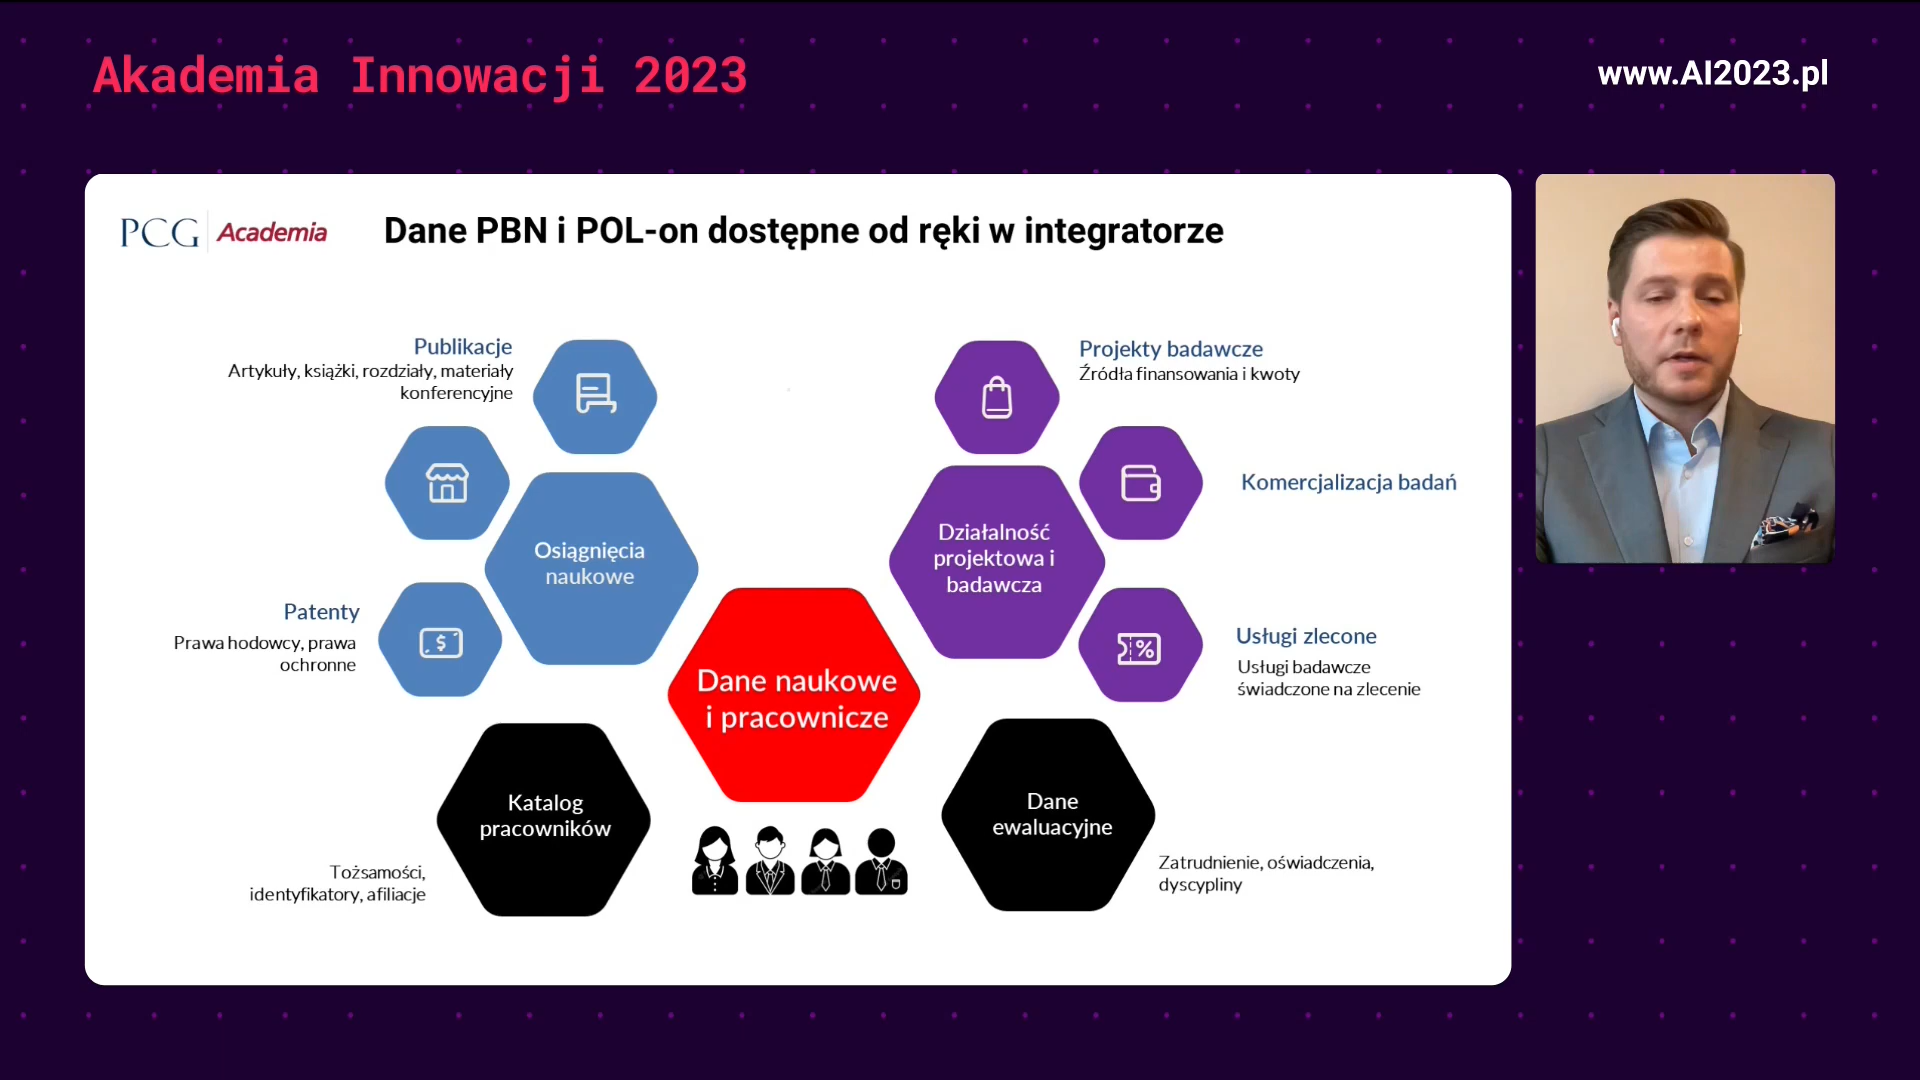 Akademia Innowacji 2023
www.AI2023.pl
PCG Academia
Dane PBN i POL-on dostępne od ręki w integratorze
Publikacje
Artykuły, książki, rozdziały, materiały
konferencyjne
Projekty badawcze
Źródła finansowania i kwoty
Komercjalizacja badań
Osiągnięcia
naukowe
Działalność
projektowa i
badawcza
Patenty
Prawa hodowcy, prawa
ochronne
$
%
Usługi zlecone
Usługi badawcze
świadczone na zlecenie
Dane naukowe
i pracownicze
Katalog
pracowników
Tożsamości,
identyfikatory, afiliacje
Dane
ewaluacyjne
Zatrudnienie, oświadczenia,
dyscypliny